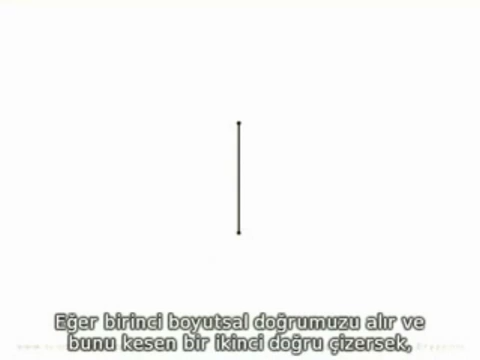 Eğer birinci boyutsal doğrumuzu alır ve
bunu kesen bir ikinci doğru çizersek,